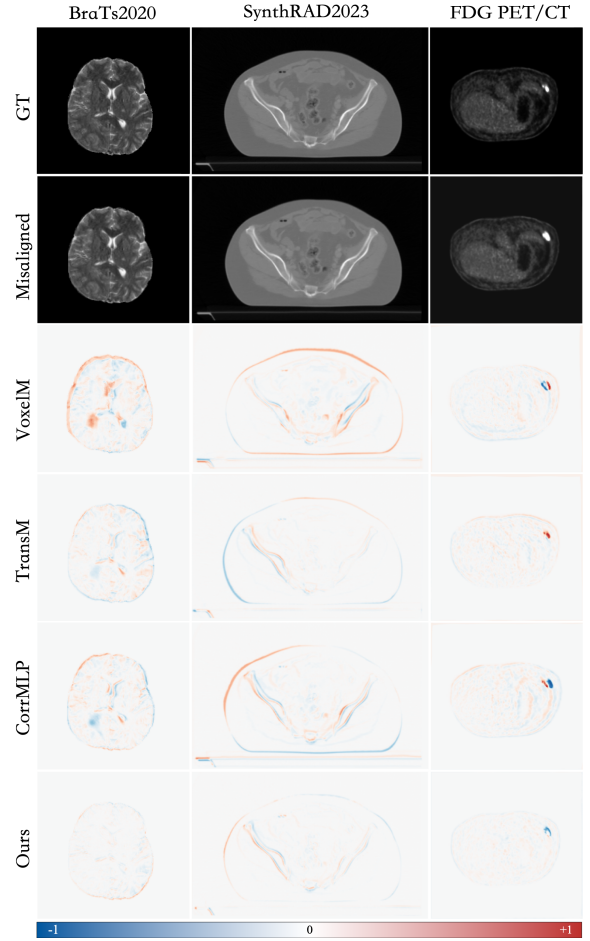 BraTs2020 SynthRAD2023 FDG PET/CT
GT
Misaligned
VoxelM
TransM
CorrMLP
Ours
-1 0 +1